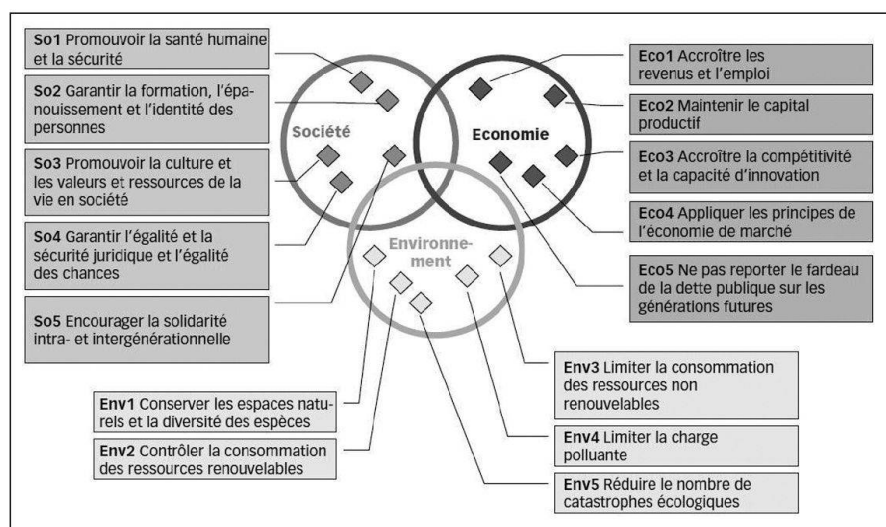 So1 Promouvoir la santé humaine
et la sécurité
So2 Garantir la formation, l'épa-
nouissement et l'identité des
personnes
So3 Promouvoir la culture et
les valeurs et ressources de la
vie en société
So4 Garantir l'égalité et la
sécurité juridique et l'égalité
des chances
So5 Encourager la solidarité
intra- et intergénérationnelle
Société
Economie
Environne-
ment
Eco1 Accroître les
revenus et l'emploi
Eco2 Maintenir le capital
productif
Eco3 Accroître la compétitivité
et la capacité d'innovation
Eco4 Appliquer les principes de
l'économie de marché
Eco5 Ne pas reporter le fardeau
de la dette publique sur les
générations futures
Env1 Conserver les espaces natu-
rels et la diversité des espèces
Env2 Contrôler la consommation
des ressources renouvelables
Env3 Limiter la consommation
des ressources non
renouvelables
Env4 Limiter la charge
polluante
Env5 Réduire le nombre de
catastrophes écologiques